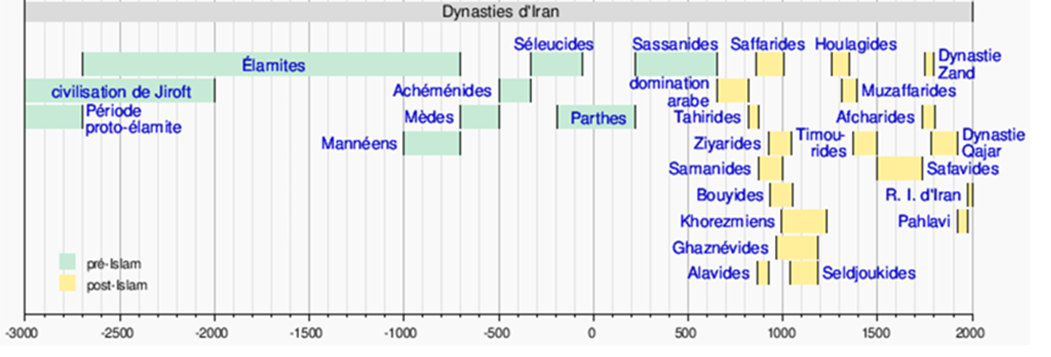 Dynasties d'Iran
Séleucides
Sassanides
Saffarides
Houlagides
Élamites
Dynastie
Zand
civilisation de Jiroft
Achéménides
domination
arabe
Muzaffarides
Période
proto-élamite
Mèdes
Parthes
Tahirides
Afcharides
Mannéens
Ziyarides
Timou-
rides
Dynastie
Qajar
Samanides
Safavides
Bouyides
R. I. d'Iran
Khorezmiens
Pahlavi
Ghaznévides
pré-Islam
Alavides
Seldjoukides
post-Islam
-3000 -2500 -2000 -1500 -1000 -500 0 500 1000 1500 2000